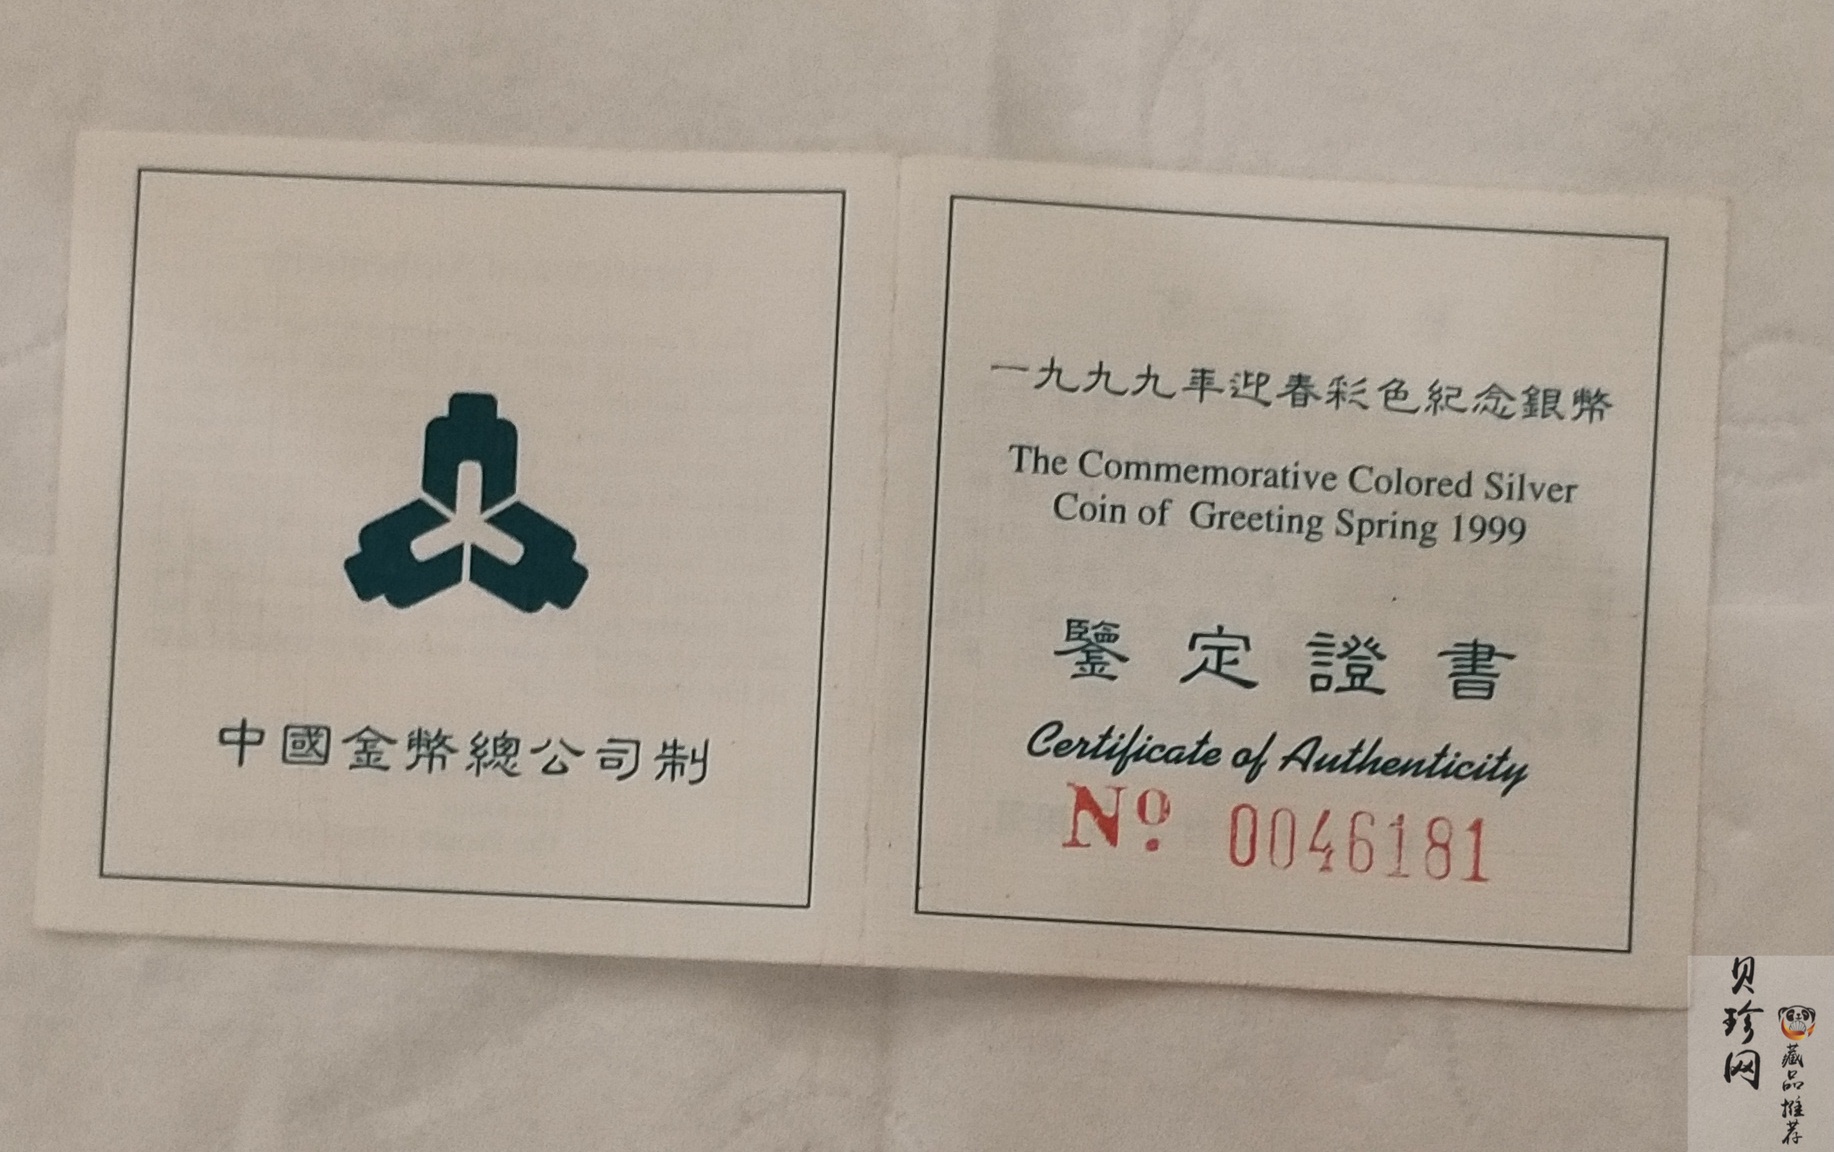 中國金幣總公司制
一九九九年迎春彩色紀念銀幣
The Commemorative Colored Silver
Coin of Greeting Spring 1999
鑒定證書
Certificate of Authenticity
Nº 0046181
贝珍网
藏品推荐